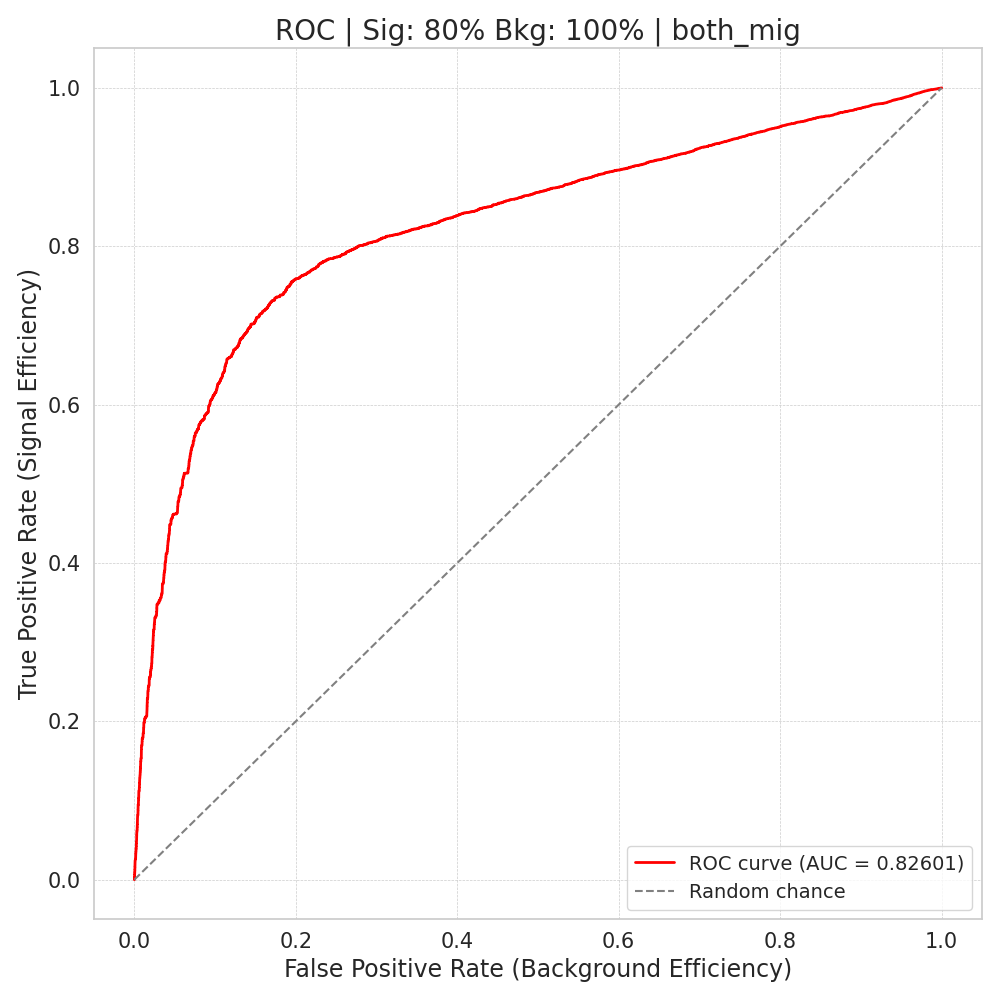 ROC | Sig: 80% Bkg: 100% | both_mig
True Positive Rate (Signal Efficiency)
1.0
0.8
0.6
0.4
0.2
0.0
ROC curve (AUC = 0.82601)
Random chance
0.0 0.2 0.4 0.6 0.8 1.0
False Positive Rate (Background Efficiency)